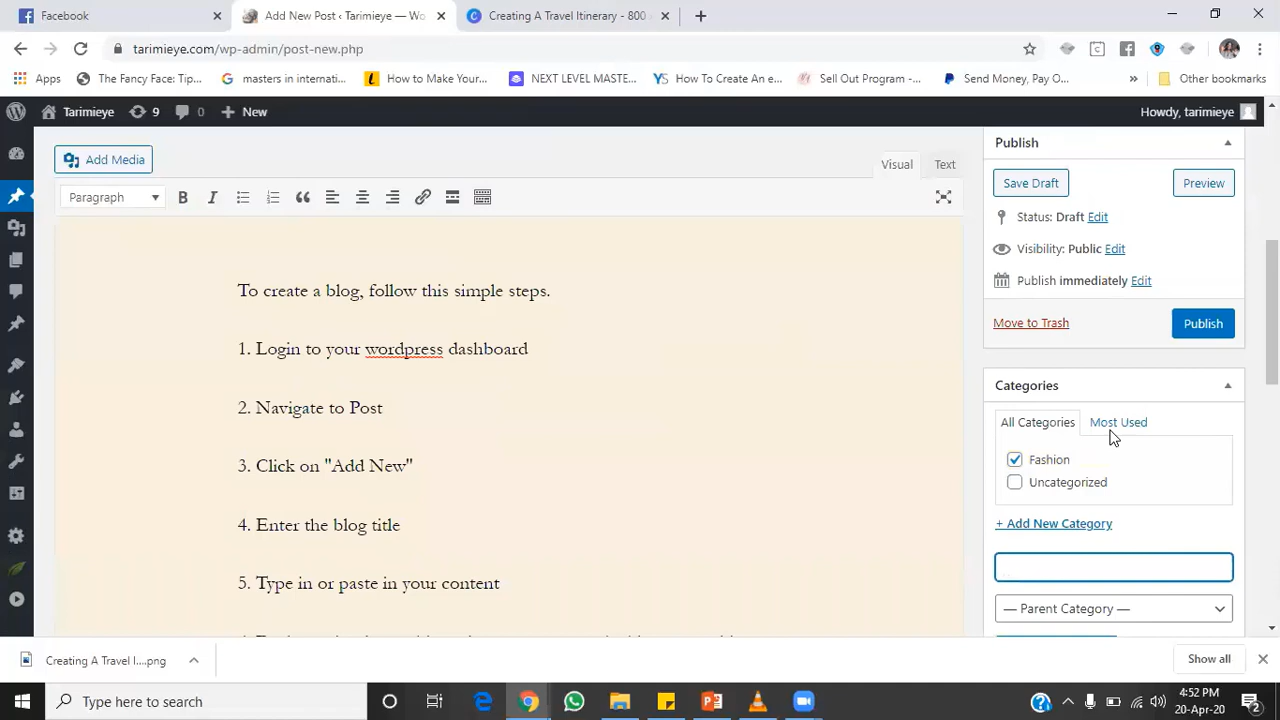 Facebook
Add New Post ‹ Tarimieye — Wo
Creating A Travel Itinerary - 800
tarimieye.com/wp-admin/post-new.php
Apps
The Fancy Face: Tip...
masters in internati...
How to Make Your...
NEXT LEVEL MASTE...
YS How To Create An e...
Sell Out Program -...
Send Money, Pay O...
»
Other bookmarks
Tarimieye
9
0
New
Howdy, tarimieye
Add Media
Visual
Text
Paragraph
B
I
To create a blog, follow this simple steps.
1. Login to your wordpress dashboard
2. Navigate to Post
3. Click on "Add New"
4. Enter the blog title
5. Type in or paste in your content
Publish
Save Draft
Preview
Status: Draft Edit
Visibility: Public Edit
Publish immediately Edit
Move to Trash
Publish
Categories
All Categories
Most Used
Fashion
Uncategorized
+ Add New Category
— Parent Category —
Creating A Travel I....png
Show all
Type here to search
4:52 PM
20-Apr-20
2